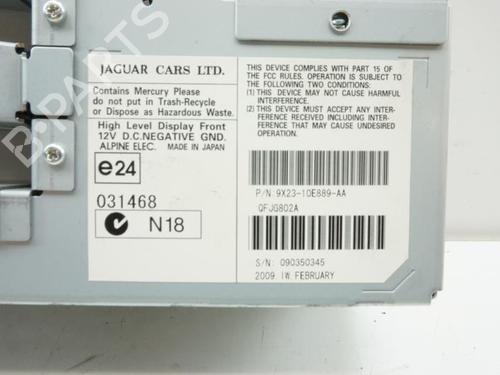 JAGUAR CARS LTD.
Contains Mercury Please
do not put in Trash-Recycle
or Dispose as Hazardous Waste.
High Level Display Front
12V D.C.NEGATIVE GND.
ALPINE ELEC. MADE IN JAPAN
e24
031468
N18
THIS DEVICE COMPLIES WITH PART 15 OF
THE FCC RULES. OPERATION IS SUBJECT TO
THE FOLLOWING TWO CONDITIONS:
(1) THIS DEVICE MAY NOT CAUSE HARMFUL
INTERFERENCE.
(2) THIS DEVICE MUST ACCEPT ANY INTER-
FERENCE RECEIVED INCLUDING INTER-
FERENCE THAT MAY CAUSE UNDESIRED
OPERATION.
P/N:9X23-10E889-AA
QFJG802A
S/N: 090350345
2009. IW. FEBRUARY
B-PARTS